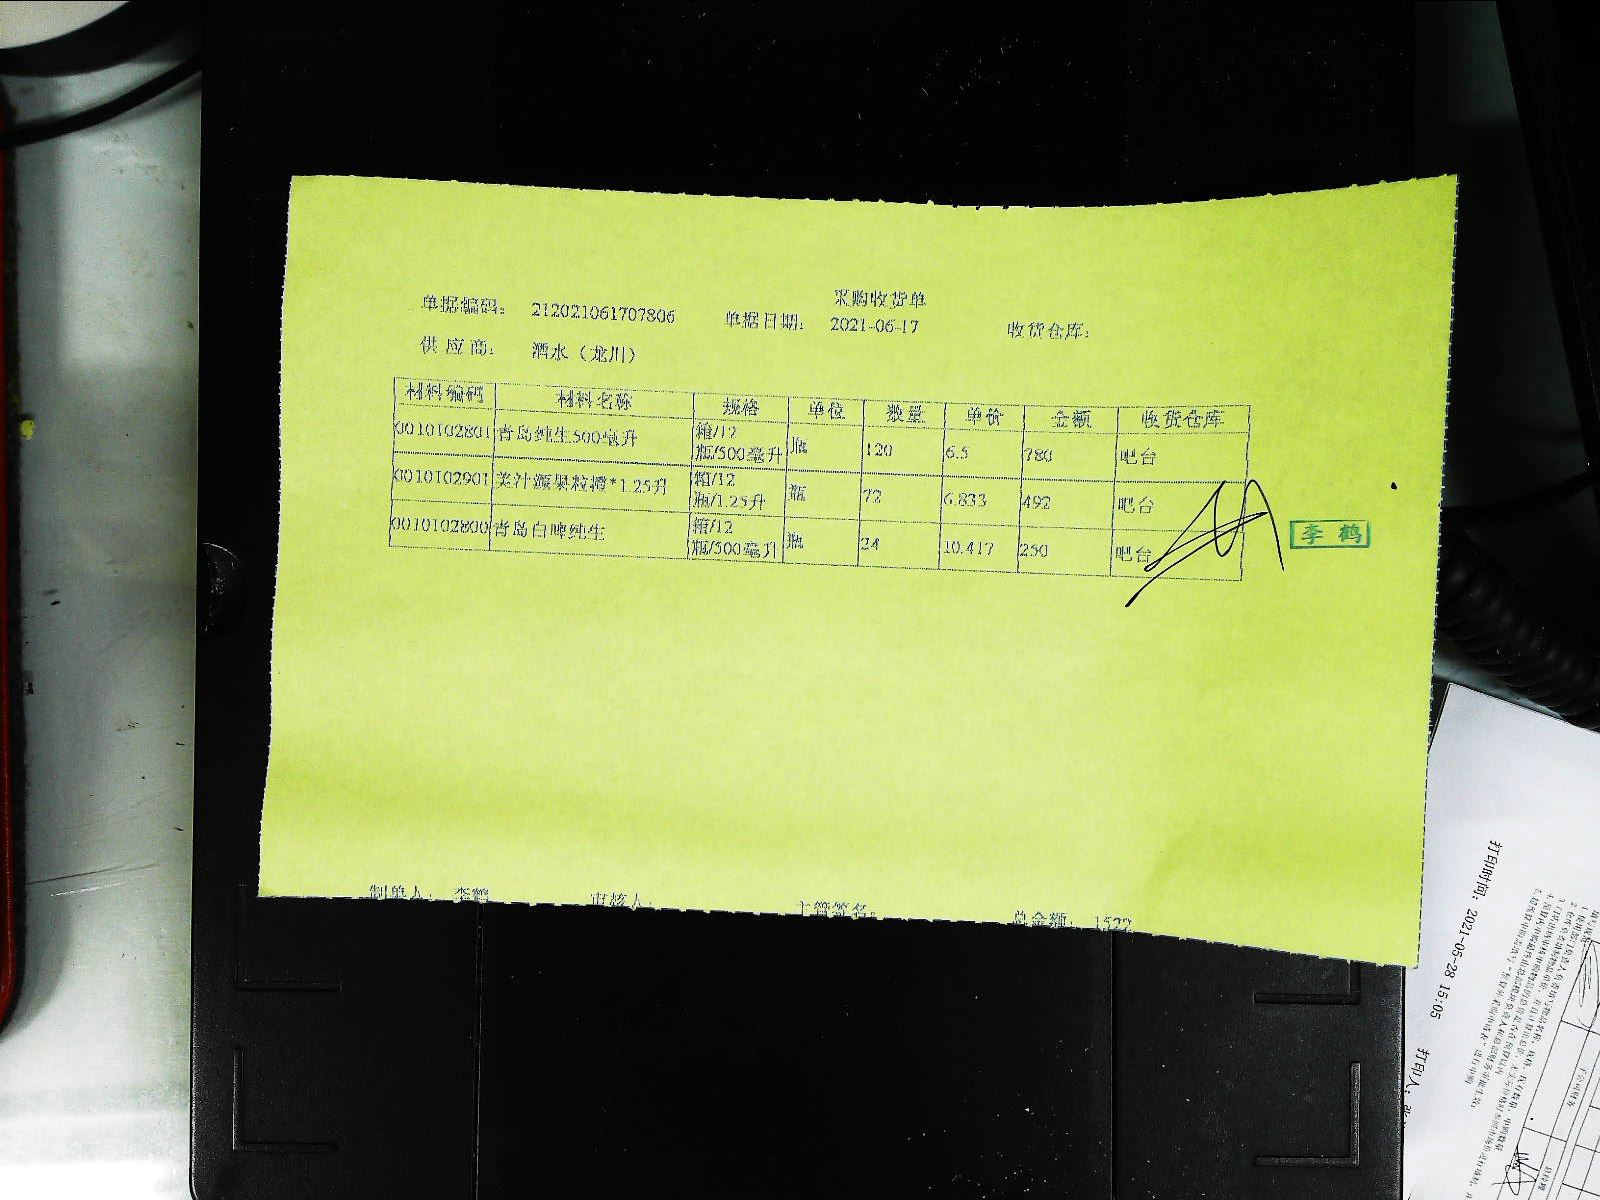 采购收货单
单据编码： 212021061707806 单据日期： 2021-06-17 收货仓库：
供 应 商： 酒水（龙川）
材料编码 材料名称 规格 单位 数量 单价 金额 收货仓库
0010102801 青岛纯生500毫升 箱/12瓶/500毫升 瓶 120 6.5 780 吧台
0010102901 美汁源果粒橙*1.25升 箱/12瓶/1.25升 瓶 72 6.833 492 吧台
0010102800 青岛白啤纯生 箱/12瓶/500毫升 瓶 24 10.417 250 吧台
李鹤
制单人： 李鹤 审核人： 主管签名： 总金额： 1522
打印时间：2021-05-28 15:05
打印人：